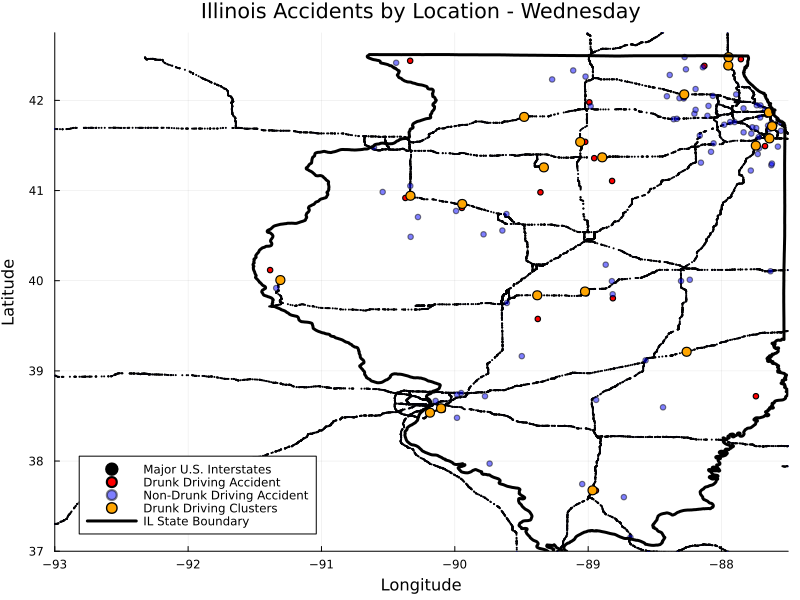 Illinois Accidents by Location - Wednesday
42
41
40
39
38
37
Latitude
Major U.S. Interstates
Drunk Driving Accident
Non-Drunk Driving Accident
Drunk Driving Clusters
IL State Boundary
−93
−92
−91
−90
−89
−88
Longitude